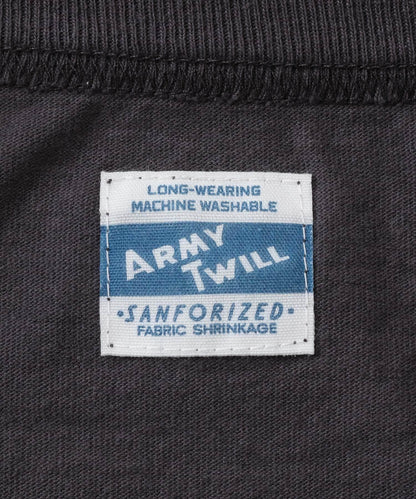 LONG-WEARING
MACHINE WASHABLE
ARMY
TWILL
•SANFORIZED•
FABRIC SHRINKAGE